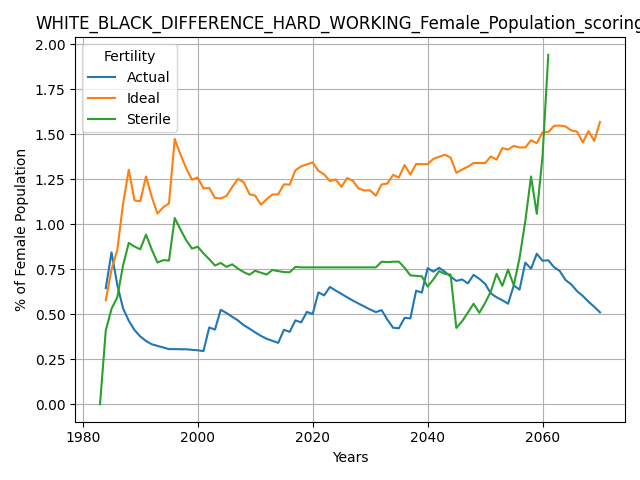 WHITE_BLACK_DIFFERENCE_HARD_WORKING_Female_Population_scoring
2.00
1.75
1.50
1.25
1.00
0.75
0.50
0.25
0.00
% of Female Population
Fertility
Actual
Ideal
Sterile
1980
2000
2020
2040
2060
Years